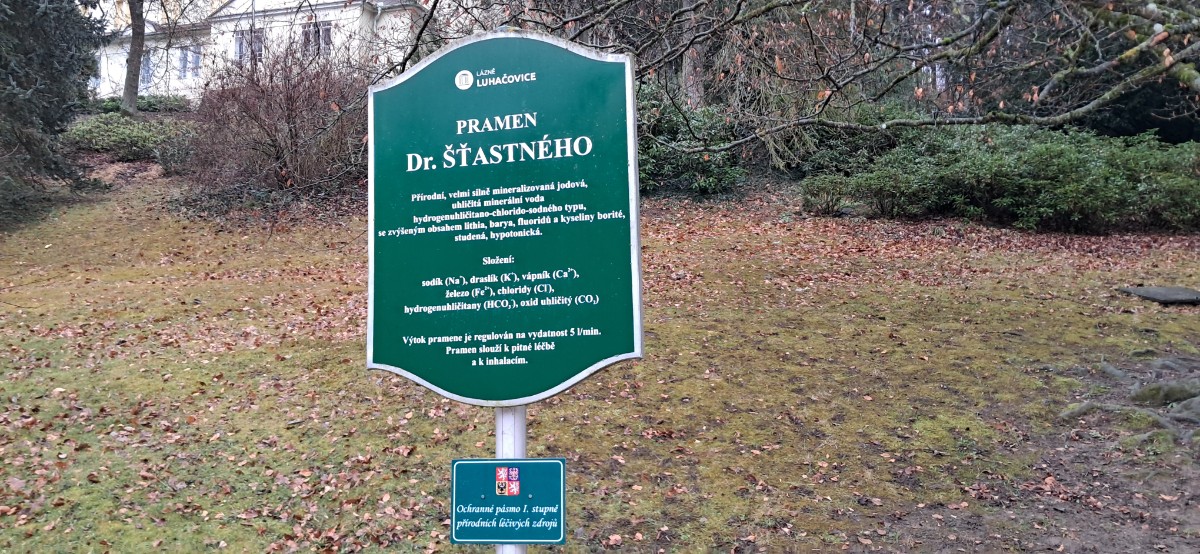 LÁZNĚ
LUHAČOVICE
PRAMEN
Dr. ŠŤASTNÉHO
Přírodní, velmi silně mineralizovaná jodová,
uhličitá minerální voda
hydrogenuhličitano-chlorido-sodného typu,
se zvýšeným obsahem lithia, barya, fluoridů a kyseliny borité,
studená, hypotonická.
Složení:
sodík (Na⁺), draslík (K⁺), vápník (Ca²⁺),
železo (Fe²⁺), chloridy (Cl⁻),
hydrogenuhličitany (HCO₃⁻), oxid uhličitý (CO₂)
Výtok pramene je regulován na vydatnost 5 l/min.
Pramen slouží k pitné léčbě
a k inhalacím.
Ochranné pásmo I. stupně
přírodních léčivých zdrojů